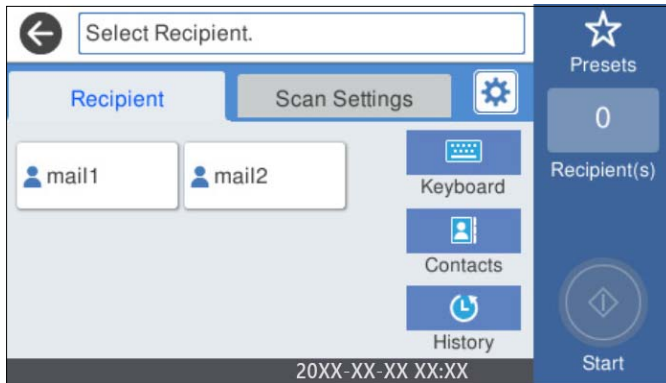 Select Recipient.
Presets
Recipient
Scan Settings
0
Recipient(s)
mail1
mail2
Keyboard
Contacts
History
Start
20XX-XX-XX XX:XX